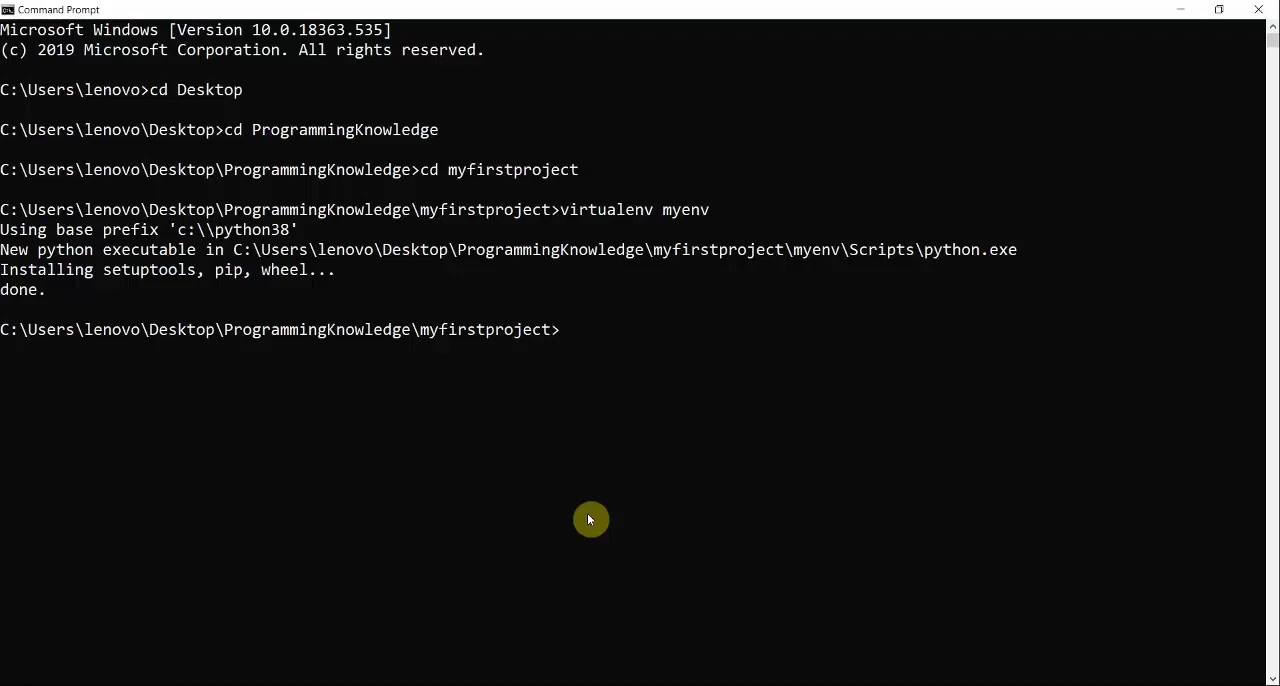 Command Prompt
Microsoft Windows [Version 10.0.18363.535]
(c) 2019 Microsoft Corporation. All rights reserved.
C:\Users\lenovo>cd Desktop
C:\Users\lenovo\Desktop>cd ProgrammingKnowledge
C:\Users\lenovo\Desktop\ProgrammingKnowledge>cd myfirstproject
C:\Users\lenovo\Desktop\ProgrammingKnowledge\myfirstproject>virtualenv myenv
Using base prefix 'c:\\python38'
New python executable in C:\Users\lenovo\Desktop\ProgrammingKnowledge\myfirstproject\myenv\Scripts\python.exe
Installing setuptools, pip, wheel...
done.
C:\Users\lenovo\Desktop\ProgrammingKnowledge\myfirstproject>